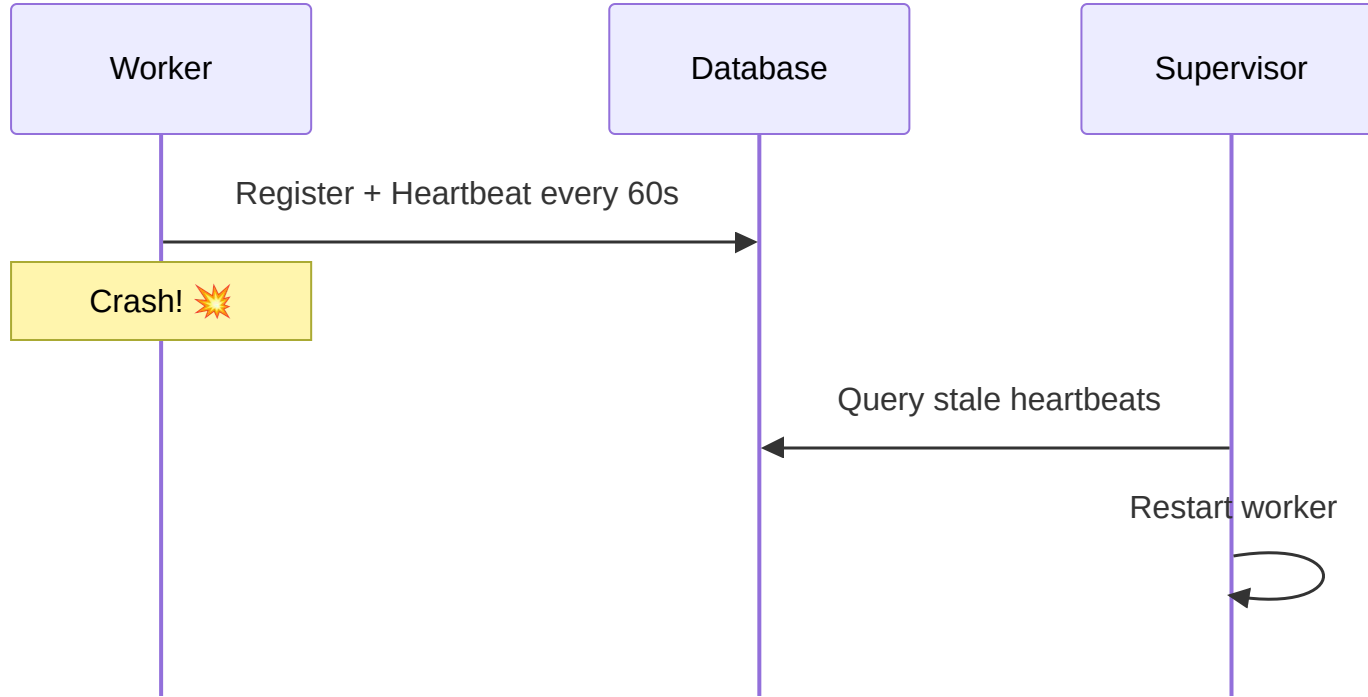 Worker
Database
Supervisor
Register + Heartbeat every 60s
Crash! 💥
Query stale heartbeats
Restart worker